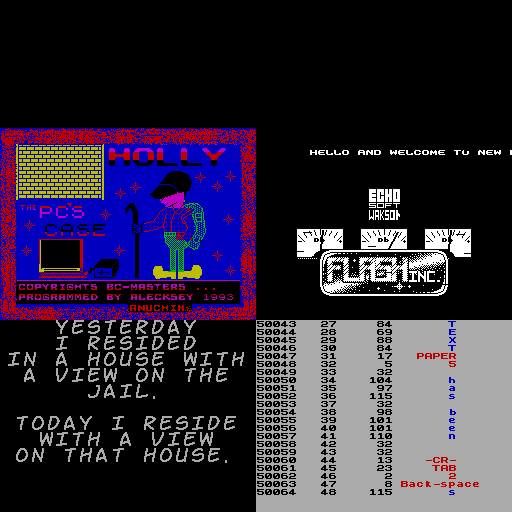 HOLLY
THE PC'S
CASE
COPYRIGHTS BC-MASTERS ...
PROGRAMMED BY ALECKSEY 1993
ANUCHIN.
HELLO AND WELCOME TO NEW
ECHO
SOFT
WAKSON
Db
Db
Db
FLASH INC.
YESTERDAY
I RESIDED
IN A HOUSE WITH
A VIEW ON THE
JAIL.
TODAY I RESIDE
WITH A VIEW
ON THAT HOUSE.
50043 27 84 T
50044 28 69 E
50045 29 88 X
50046 30 84 T
50047 31 17 PAPER
50048 32 5 5
50049 33 32
50050 34 104 h
50051 35 97 a
50052 36 115 s
50053 37 32
50054 38 98 b
50055 39 101 e
50056 40 101 e
50057 41 110 n
50058 42 32
50059 43 32
50060 44 13 -CR-
50061 45 23 TAB
50062 46 2 2
50063 47 8 Back-space
50064 48 115 s